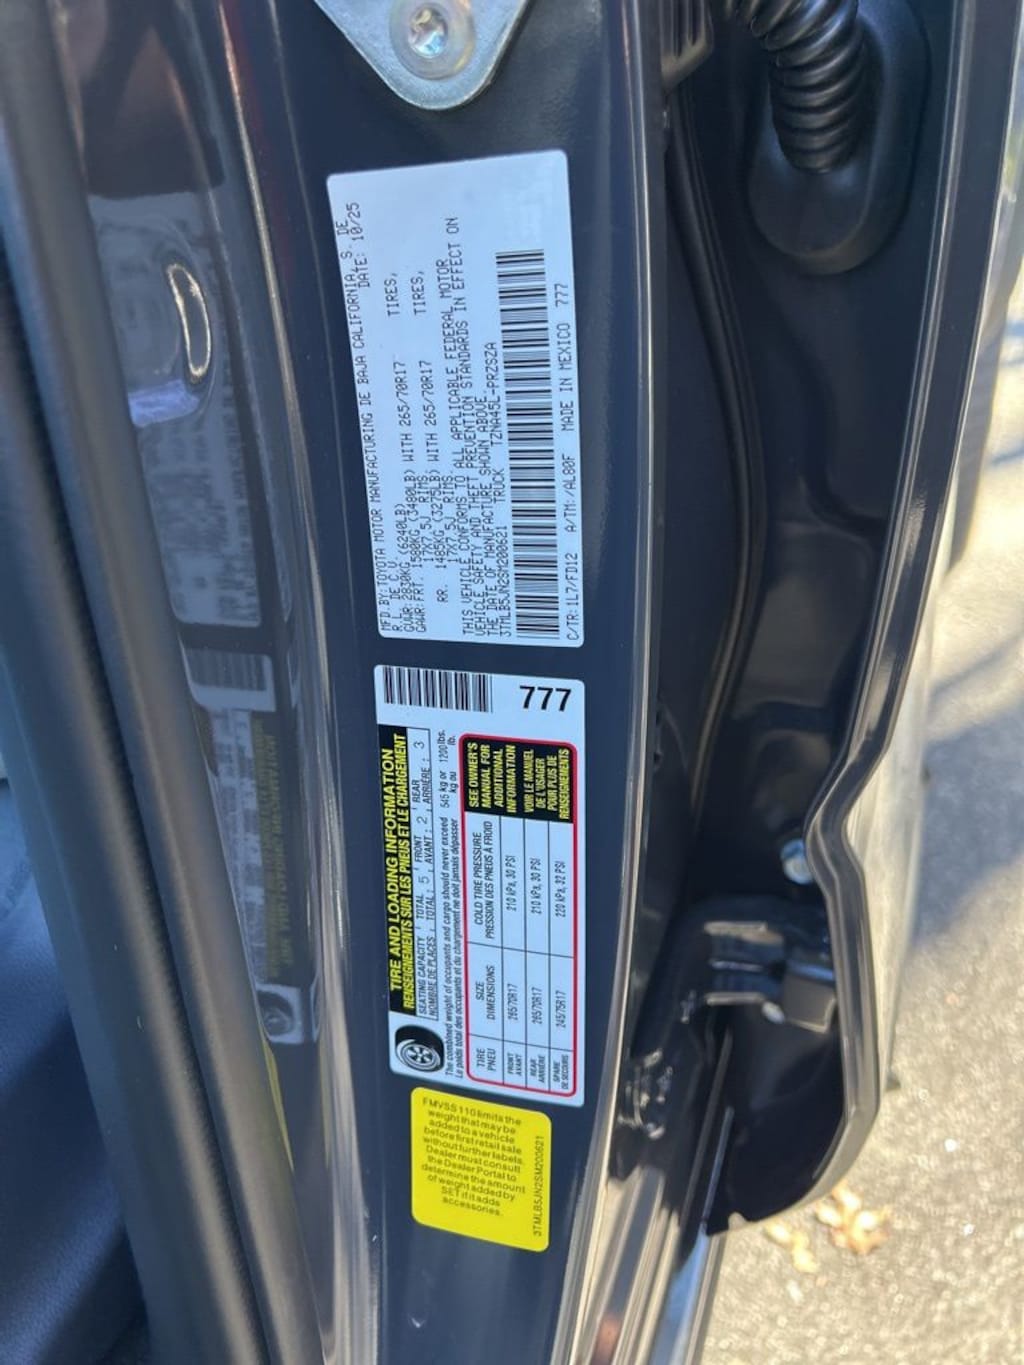 MFD.BY:TOYOTA MOTOR MANUFACTURING DE BAJA CALIFORNIA, S. DE
R.L. DE C.V. DATE: 10/25
GVWR: 2830KG (6240LB)
GAWR:FRT. 1580KG (3480LB) WITH 265/70R17 TIRES,
17X7.5J RIMS.
RR. 1485KG (3275LB) WITH 265/70R17 TIRES,
17X7.5J RIMS.
THIS VEHICLE CONFORMS TO ALL APPLICABLE FEDERAL MOTOR
VEHICLE SAFETY AND THEFT PREVENTION STANDARDS IN EFFECT ON
THE DATE OF MANUFACTURE SHOWN ABOVE.
3TMLB5JN2SM200621 TRUCK TZNA45L-PRZSZA
C/TR:1L7/FD12 A/TM:/AL80F MADE IN MEXICO 777
777
TIRE AND LOADING INFORMATION
RENSEIGNEMENTS SUR LES PNEUS ET LE CHARGEMENT
SEATING CAPACITY TOTAL: 5 FRONT 2 REAR 3
NOMBRE DE PLACES: TOTAL: 5 AVANT: 2, ARRIÈRE: 3
The combined weight of occupants and cargo should never exceed 545 kg or 1200 lbs.
Le poids total des occupants et du chargement ne doit jamais dépasser kg ou lb.
TIRE SIZE COLD TIRE PRESSURE SEE OWNER'S
PNEU DIMENSIONS PRESSION DES PNEUS À FROID MANUAL FOR
ADDITIONAL
INFORMATION
FRONT
AVANT 265/70R17 210 kPa, 30 PSI
REAR
ARRIÈRE 265/70R17 210 kPa, 30 PSI
VOIR LE MANUEL
DE L'USAGER
POUR PLUS DE
RENSEIGNEMENTS
SPARE
DE SECOURS 245/75R17 220 kPa, 32 PSI
FMVSS 110 limits the
weight that may be
added to a vehicle
before first retail sale
without further labels.
Dealer must consult
the Dealer Portal to
determine the amount
of weight added by
SET if it adds
accessories.
3TMLB5JN2SM200621